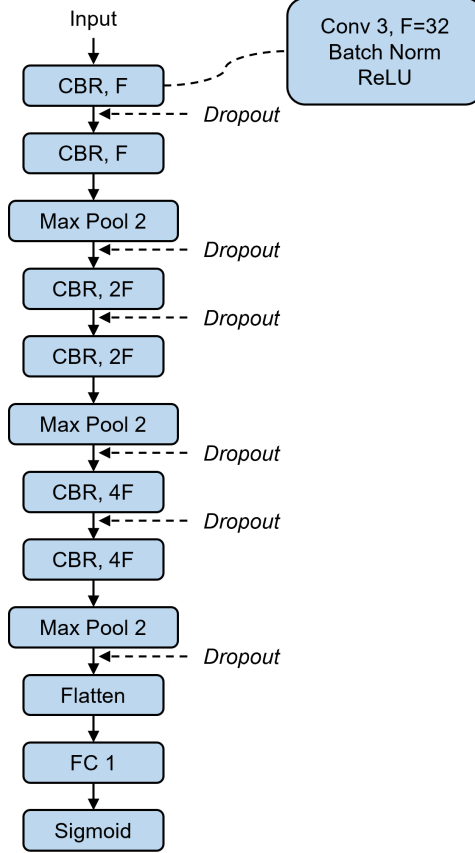 Input
Conv 3, F=32
Batch Norm
ReLU
CBR, F
Dropout
CBR, F
Max Pool 2
Dropout
CBR, 2F
Dropout
CBR, 2F
Max Pool 2
Dropout
CBR, 4F
Dropout
CBR, 4F
Max Pool 2
Dropout
Flatten
FC 1
Sigmoid